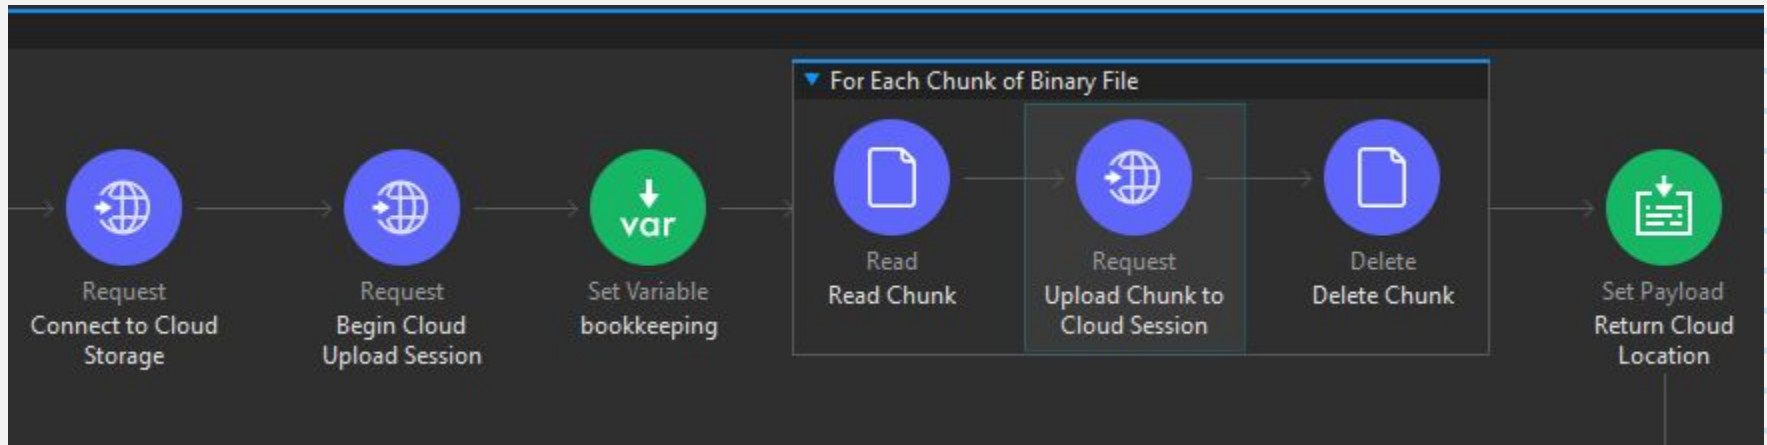 For Each Chunk of Binary File
Request
Connect to Cloud
Storage
Request
Begin Cloud
Upload Session
var
Set Variable
bookkeeping
Read
Read Chunk
Request
Upload Chunk to
Cloud Session
Delete
Delete Chunk
Set Payload
Return Cloud
Location